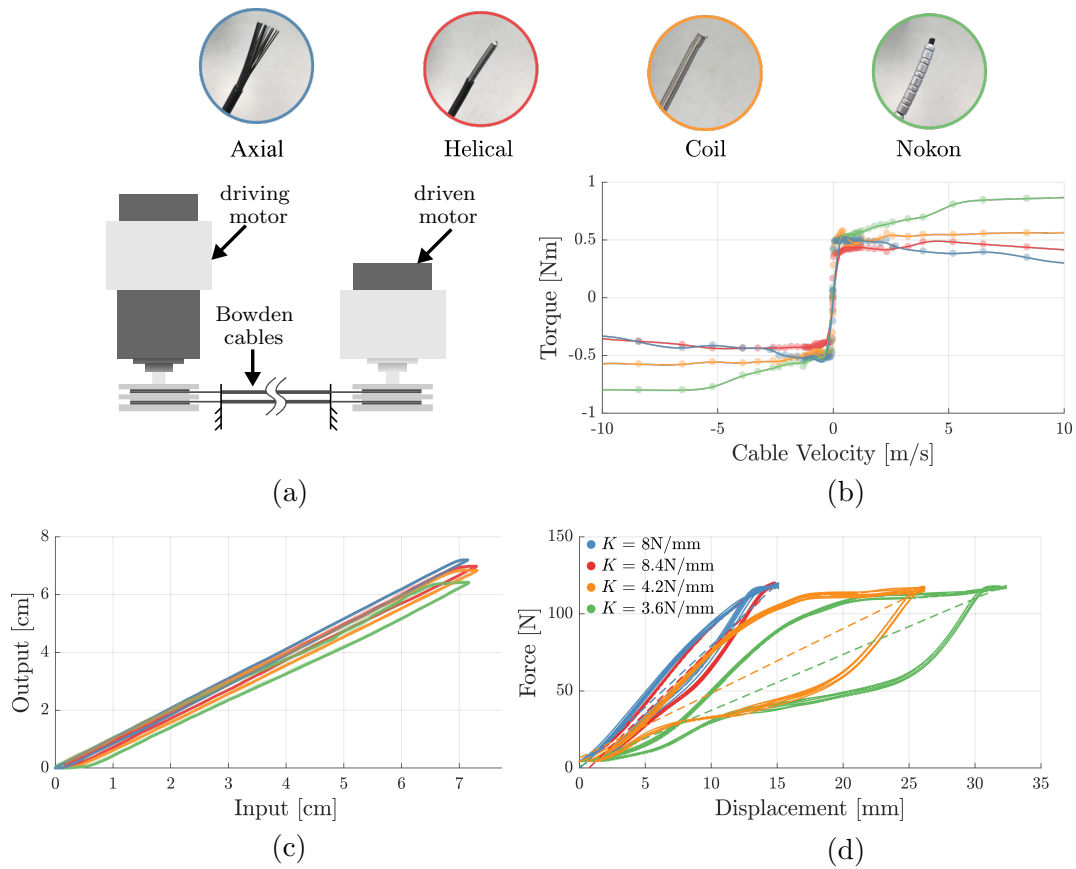 Axial
Helical
Coil
Nokon
driving
motor
driven
motor
Bowden
cables
(a)
1
0.5
0
-0.5
-1
Torque [Nm]
-10
-5
0
5
10
Cable Velocity [m/s]
(b)
8
6
4
2
0
Output [cm]
0
1
2
3
4
5
6
7
Input [cm]
(c)
150
100
50
0
Force [N]
K = 8N/mm
K = 8.4N/mm
K = 4.2N/mm
K = 3.6N/mm
0
5
10
15
20
25
30
35
Displacement [mm]
(d)